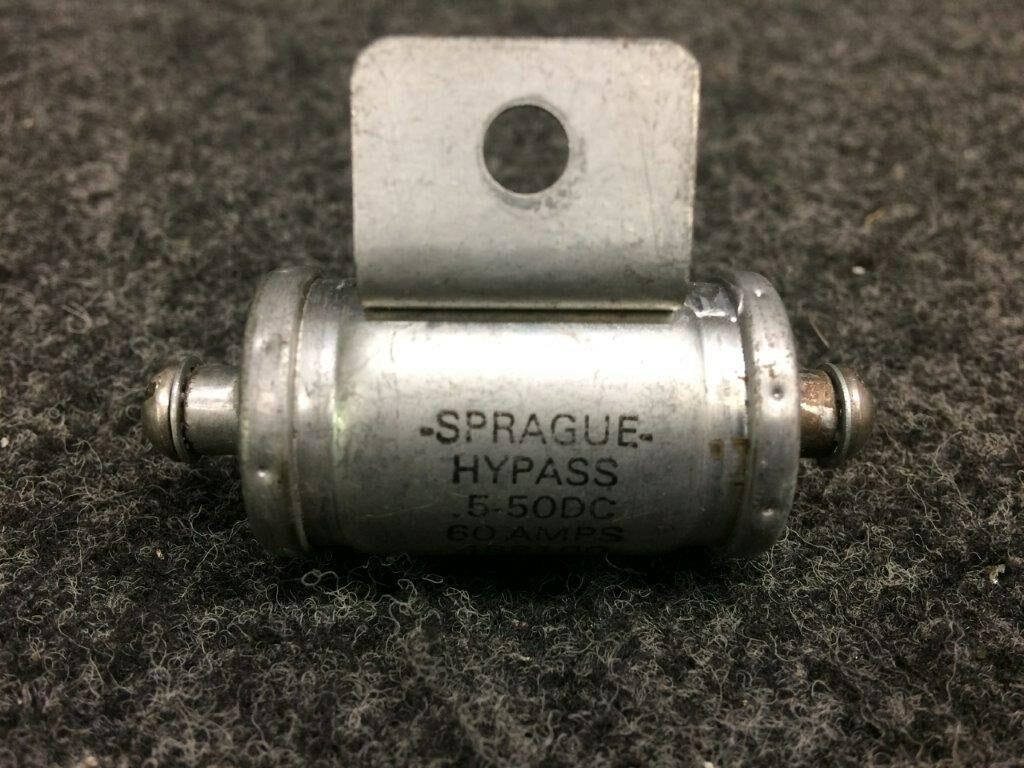 -SPRAGUE-
HYPASS
.5-50DC
60 AMPS